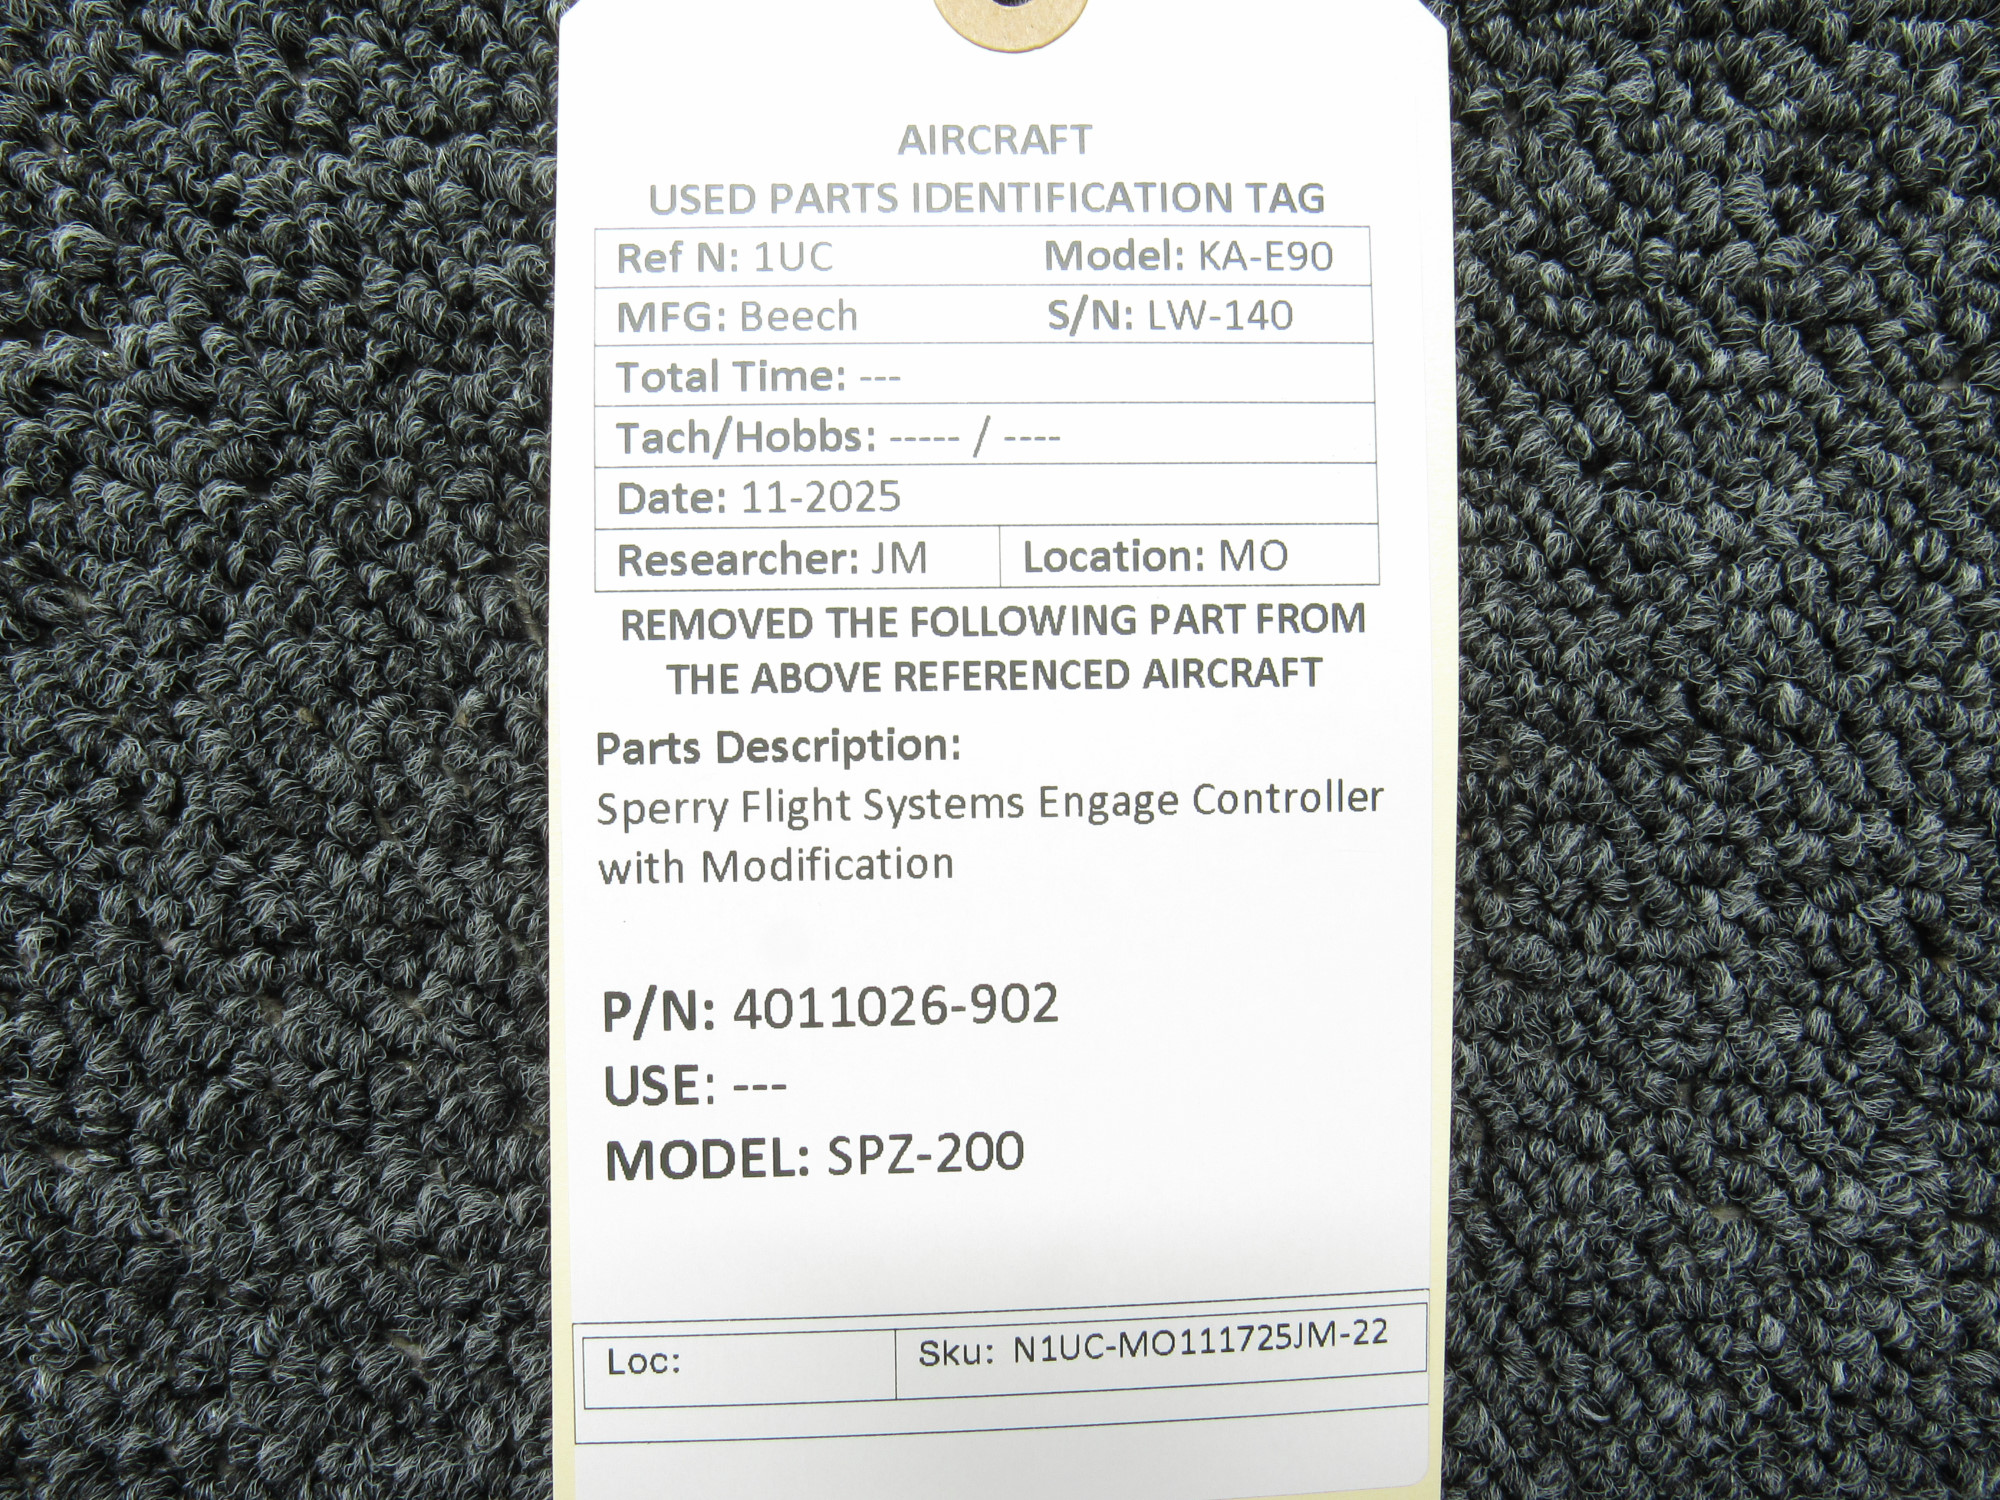 AIRCRAFT
USED PARTS IDENTIFICATION TAG
Ref N: 1UC Model: KA-E90
MFG: Beech S/N: LW-140
Total Time: ---
Tach/Hobbs: ----- / ----
Date: 11-2025
Researcher: JM Location: MO
REMOVED THE FOLLOWING PART FROM
THE ABOVE REFERENCED AIRCRAFT
Parts Description:
Sperry Flight Systems Engage Controller
with Modification
P/N: 4011026-902
USE: ---
MODEL: SPZ-200
Loc: Sku: N1UC-MO111725JM-22